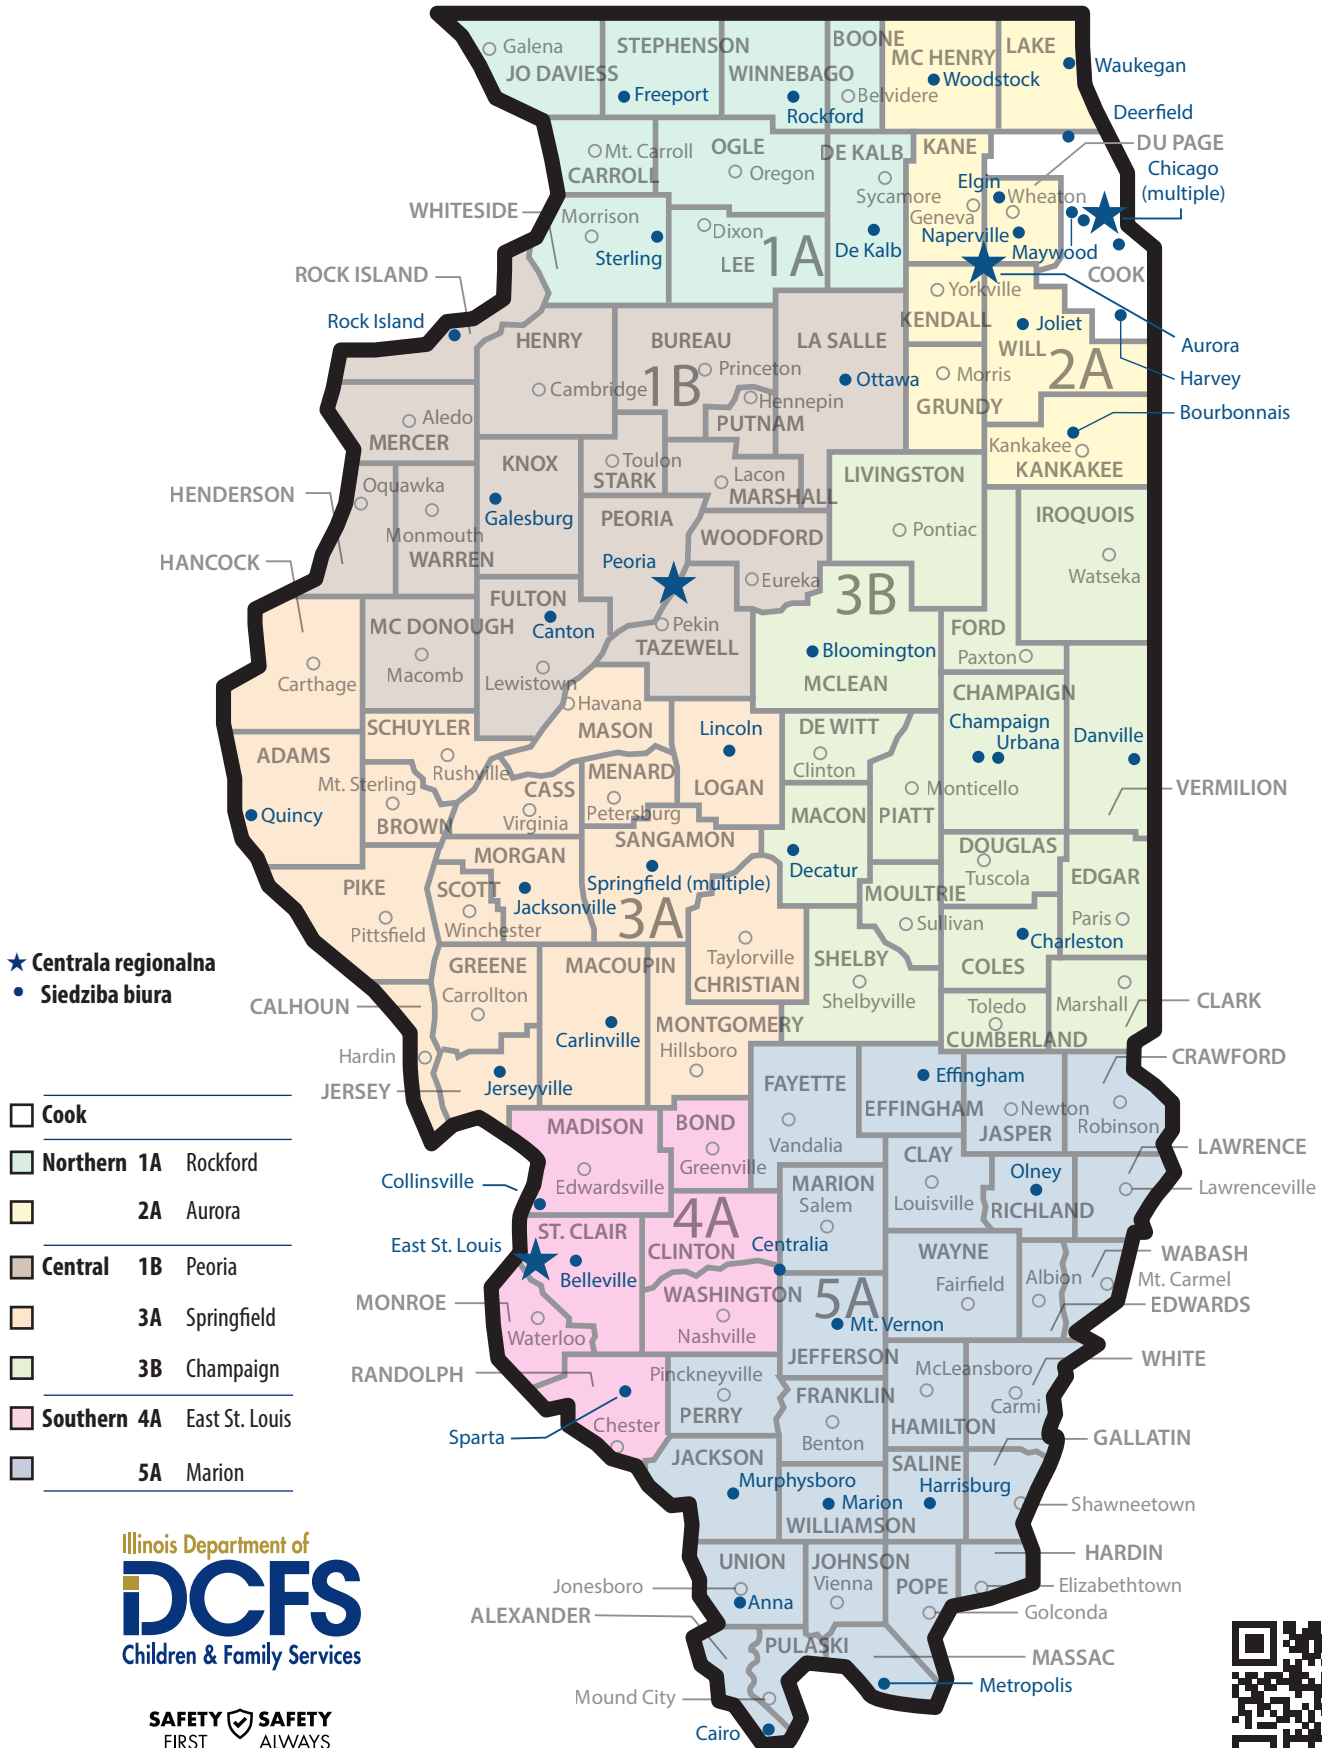 Galena
JO DAVIESS
STEPHENSON
Freeport
WINNEBAGO
Rockford
BOONE
Belvidere
MC HENRY
Woodstock
LAKE
Waukegan
Deerfield
DU PAGE
Chicago
(multiple)
Mt. Carroll
CARROLL
OGLE
Oregon
DE KALB
Sycamore
De Kalb
KANE
Elgin
Geneva
Wheaton
Naperville
Maywood
COOK
WHITESIDE
Morrison
Sterling
Dixon
LEE
1A
ROCK ISLAND
Rock Island
HENRY
Cambridge
BUREAU
Princeton
1B
Hennepin
PUTNAM
LA SALLE
Ottawa
Yorkville
KENDALL
Joliet
WILL
2A
Aurora
Harvey
Morris
GRUNDY
Bourbonnais
Kankakee
KANKAKEE
Aledo
MERCER
HENDERSON
Oquawka
Monmouth
WARREN
KNOX
Galesburg
Toulon
STARK
Lacon
MARSHALL
PEORIA
Peoria
WOODFORD
Eureka
LIVINGSTON
Pontiac
IROQUOIS
Watseka
HANCOCK
Carthage
MC DONOUGH
Macomb
FULTON
Canton
Lewistown
Pekin
TAZEWELL
3B
Bloomington
MCLEAN
FORD
Paxton
Havana
MASON
SCHUYLER
Rushville
ADAMS
Quincy
Mt. Sterling
BROWN
CASS
Virginia
MENARD
Petersburg
Lincoln
LOGAN
DE WITT
Clinton
CHAMPAIGN
Champaign
Urbana
Danville
VERMILION
Monticello
PIATT
MACON
Decatur
SANGAMON
Springfield (multiple)
3A
MORGAN
Jacksonville
SCOTT
Winchester
PIKE
Pittsfield
DOUGLAS
Tuscola
EDGAR
Paris
MOULTRIE
Sullivan
Charleston
COLES
Taylorville
CHRISTIAN
SHELBY
Shelbyville
Toledo
CUMBERLAND
Marshall
CLARK
GREENE
Carrollton
MACOUPIN
Carlinville
MONTGOMERY
Hillsboro
CALHOUN
Hardin
JERSEY
Jerseyville
FAYETTE
Vandalia
Effingham
EFFINGHAM
Newton
JASPER
CRAWFORD
Robinson
MADISON
Edwardsville
BOND
Greenville
Collinsville
CLAY
Louisville
Olney
RICHLAND
LAWRENCE
Lawrenceville
MARION
Salem
4A
CLINTON
Centralia
ST. CLAIR
East St. Louis
Belleville
WASHINGTON
Nashville
MONROE
Waterloo
WAYNE
Fairfield
Albion
WABASH
Mt. Carmel
EDWARDS
5A
Mt. Vernon
JEFFERSON
RANDOLPH
Chester
Sparta
Pinckneyville
PERRY
FRANKLIN
Benton
McLeansboro
HAMILTON
Carmi
WHITE
GALLATIN
Shawneetown
JACKSON
Murphysboro
Marion
WILLIAMSON
SALINE
Harrisburg
UNION
Jonesboro
Anna
JOHNSON
Vienna
POPE
Golconda
HARDIN
Elizabethtown
ALEXANDER
PULASKI
Mound City
Cairo
MASSAC
Metropolis
Centrala regionalna
Siedziba biura
Cook
Northern 1A Rockford
2A Aurora
Central 1B Peoria
3A Springfield
3B Champaign
Southern 4A East St. Louis
5A Marion
Illinois Department of
DCFS
Children & Family Services
SAFETY SAFETY
FIRST ALWAYS